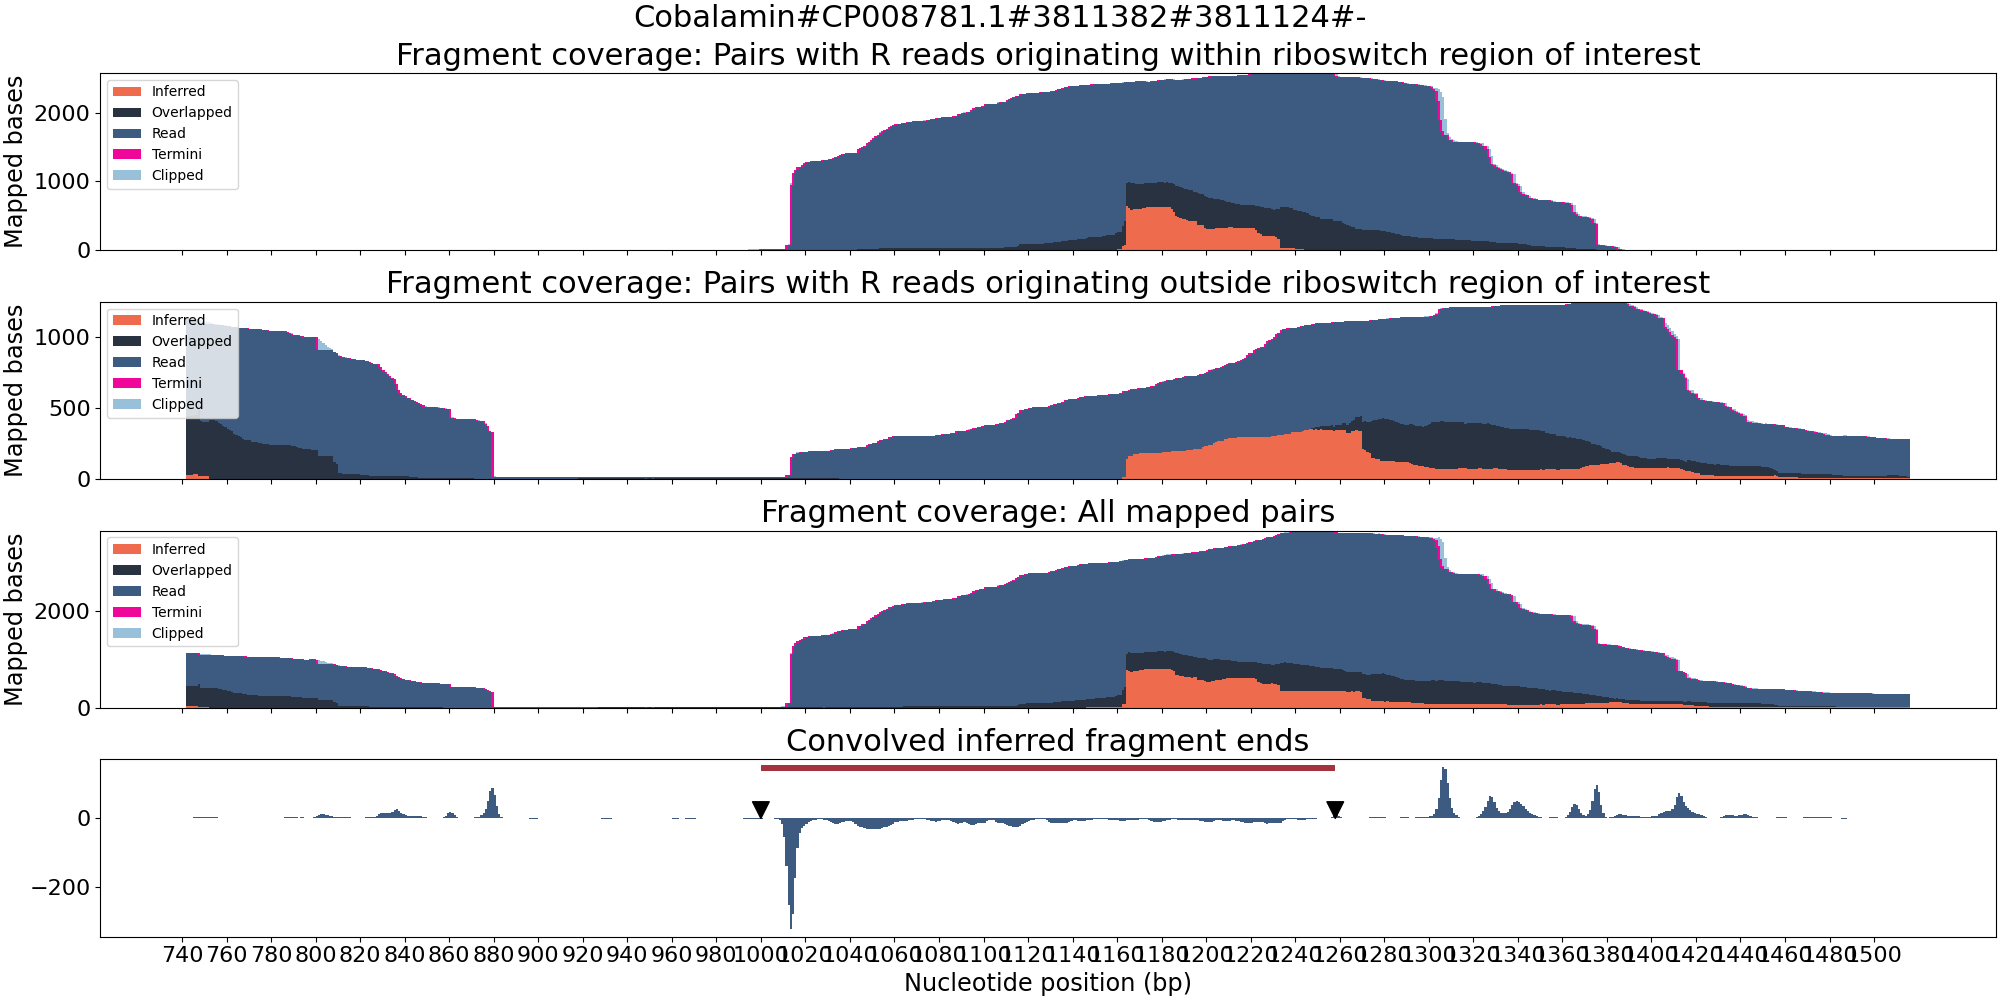 Cobalamin#CP008781.1#3811382#3811124#-
Fragment coverage: Pairs with R reads originating within riboswitch region of interest
Mapped bases
2000
1000
0
Inferred
Overlapped
Read
Termini
Clipped
Fragment coverage: Pairs with R reads originating outside riboswitch region of interest
Mapped bases
1000
500
0
Inferred
Overlapped
Read
Termini
Clipped
Fragment coverage: All mapped pairs
Mapped bases
2000
0
Inferred
Overlapped
Read
Termini
Clipped
Convolved inferred fragment ends
0
−200
740 760 780 800 820 840 860 880 900 920 940 960 980 1000 1020 1040 1060 1080 1100 1120 1140 1160 1180 1200 1220 1240 1260 1280 1300 1320 1340 1360 1380 1400 1420 1440 1460 1480 1500
Nucleotide position (bp)